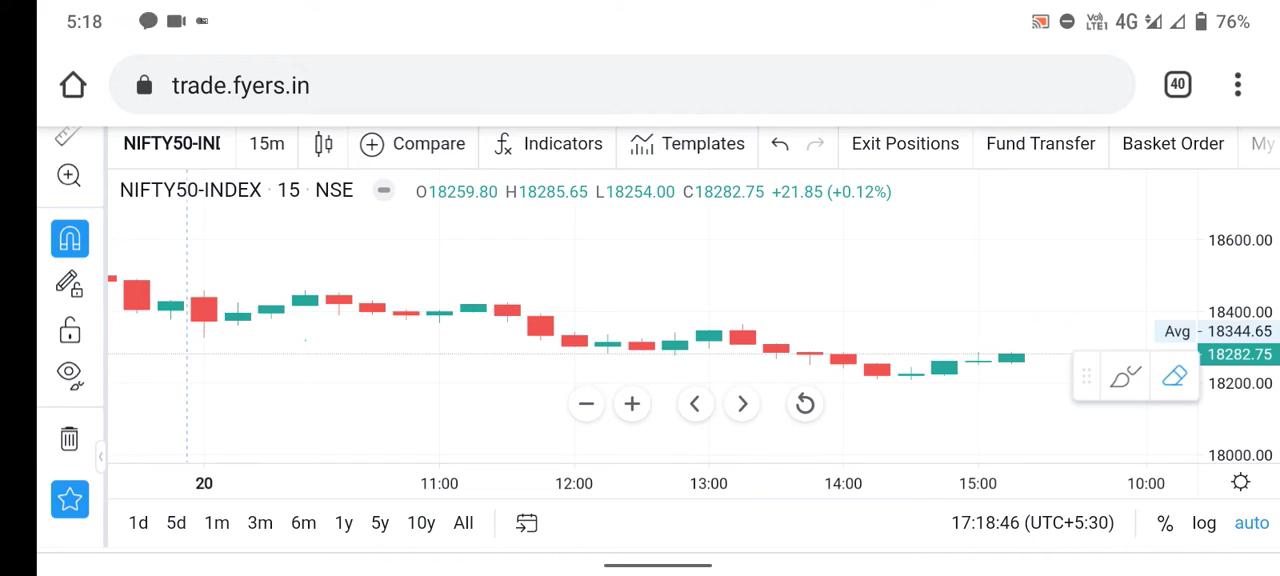 5:18 Vo) LTE1 4G 76%
trade.fyers.in 40
NIFTY50-INI 15m Compare Indicators Templates Exit Positions Fund Transfer Basket Order My
NIFTY50-INDEX · 15 · NSE O18259.80 H18285.65 L18254.00 C18282.75 +21.85 (+0.12%)
18600.00
18400.00
Avg - 18344.65
18282.75
18200.00
18000.00
20 11:00 12:00 13:00 14:00 15:00 10:00
1d 5d 1m 3m 6m 1y 5y 10y All 17:18:46 (UTC+5:30) % log auto